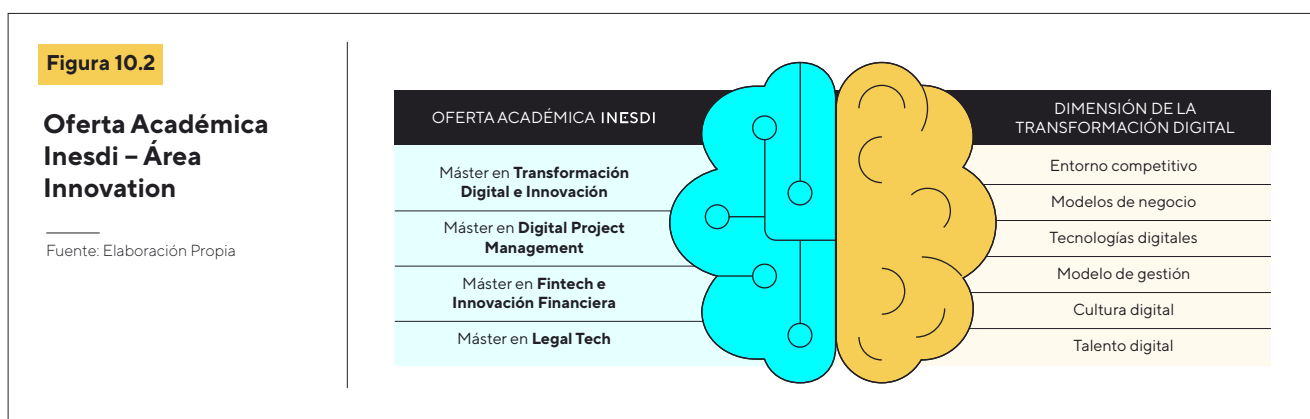 Figura 10.2
Oferta Académica
Inesdi – Área
Innovation
Fuente: Elaboración Propia
OFERTA ACADÉMICA INESDI
Máster en Transformación
Digital e Innovación
Máster en Digital Project
Management
Máster en Fintech e
Innovación Financiera
Máster en Legal Tech
DIMENSIÓN DE LA
TRANSFORMACIÓN DIGITAL
Entorno competitivo
Modelos de negocio
Tecnologías digitales
Modelo de gestión
Cultura digital
Talento digital